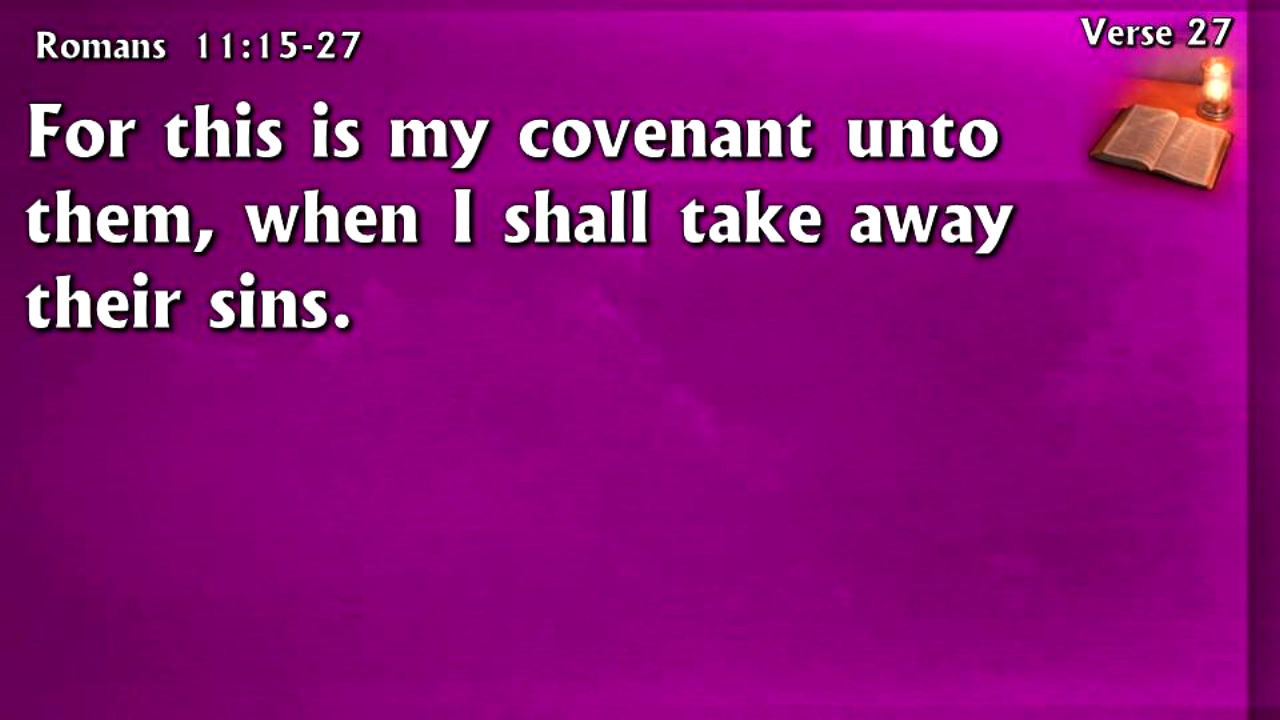 Romans 11:15-27
Verse 27
For this is my covenant unto
them, when I shall take away
their sins.